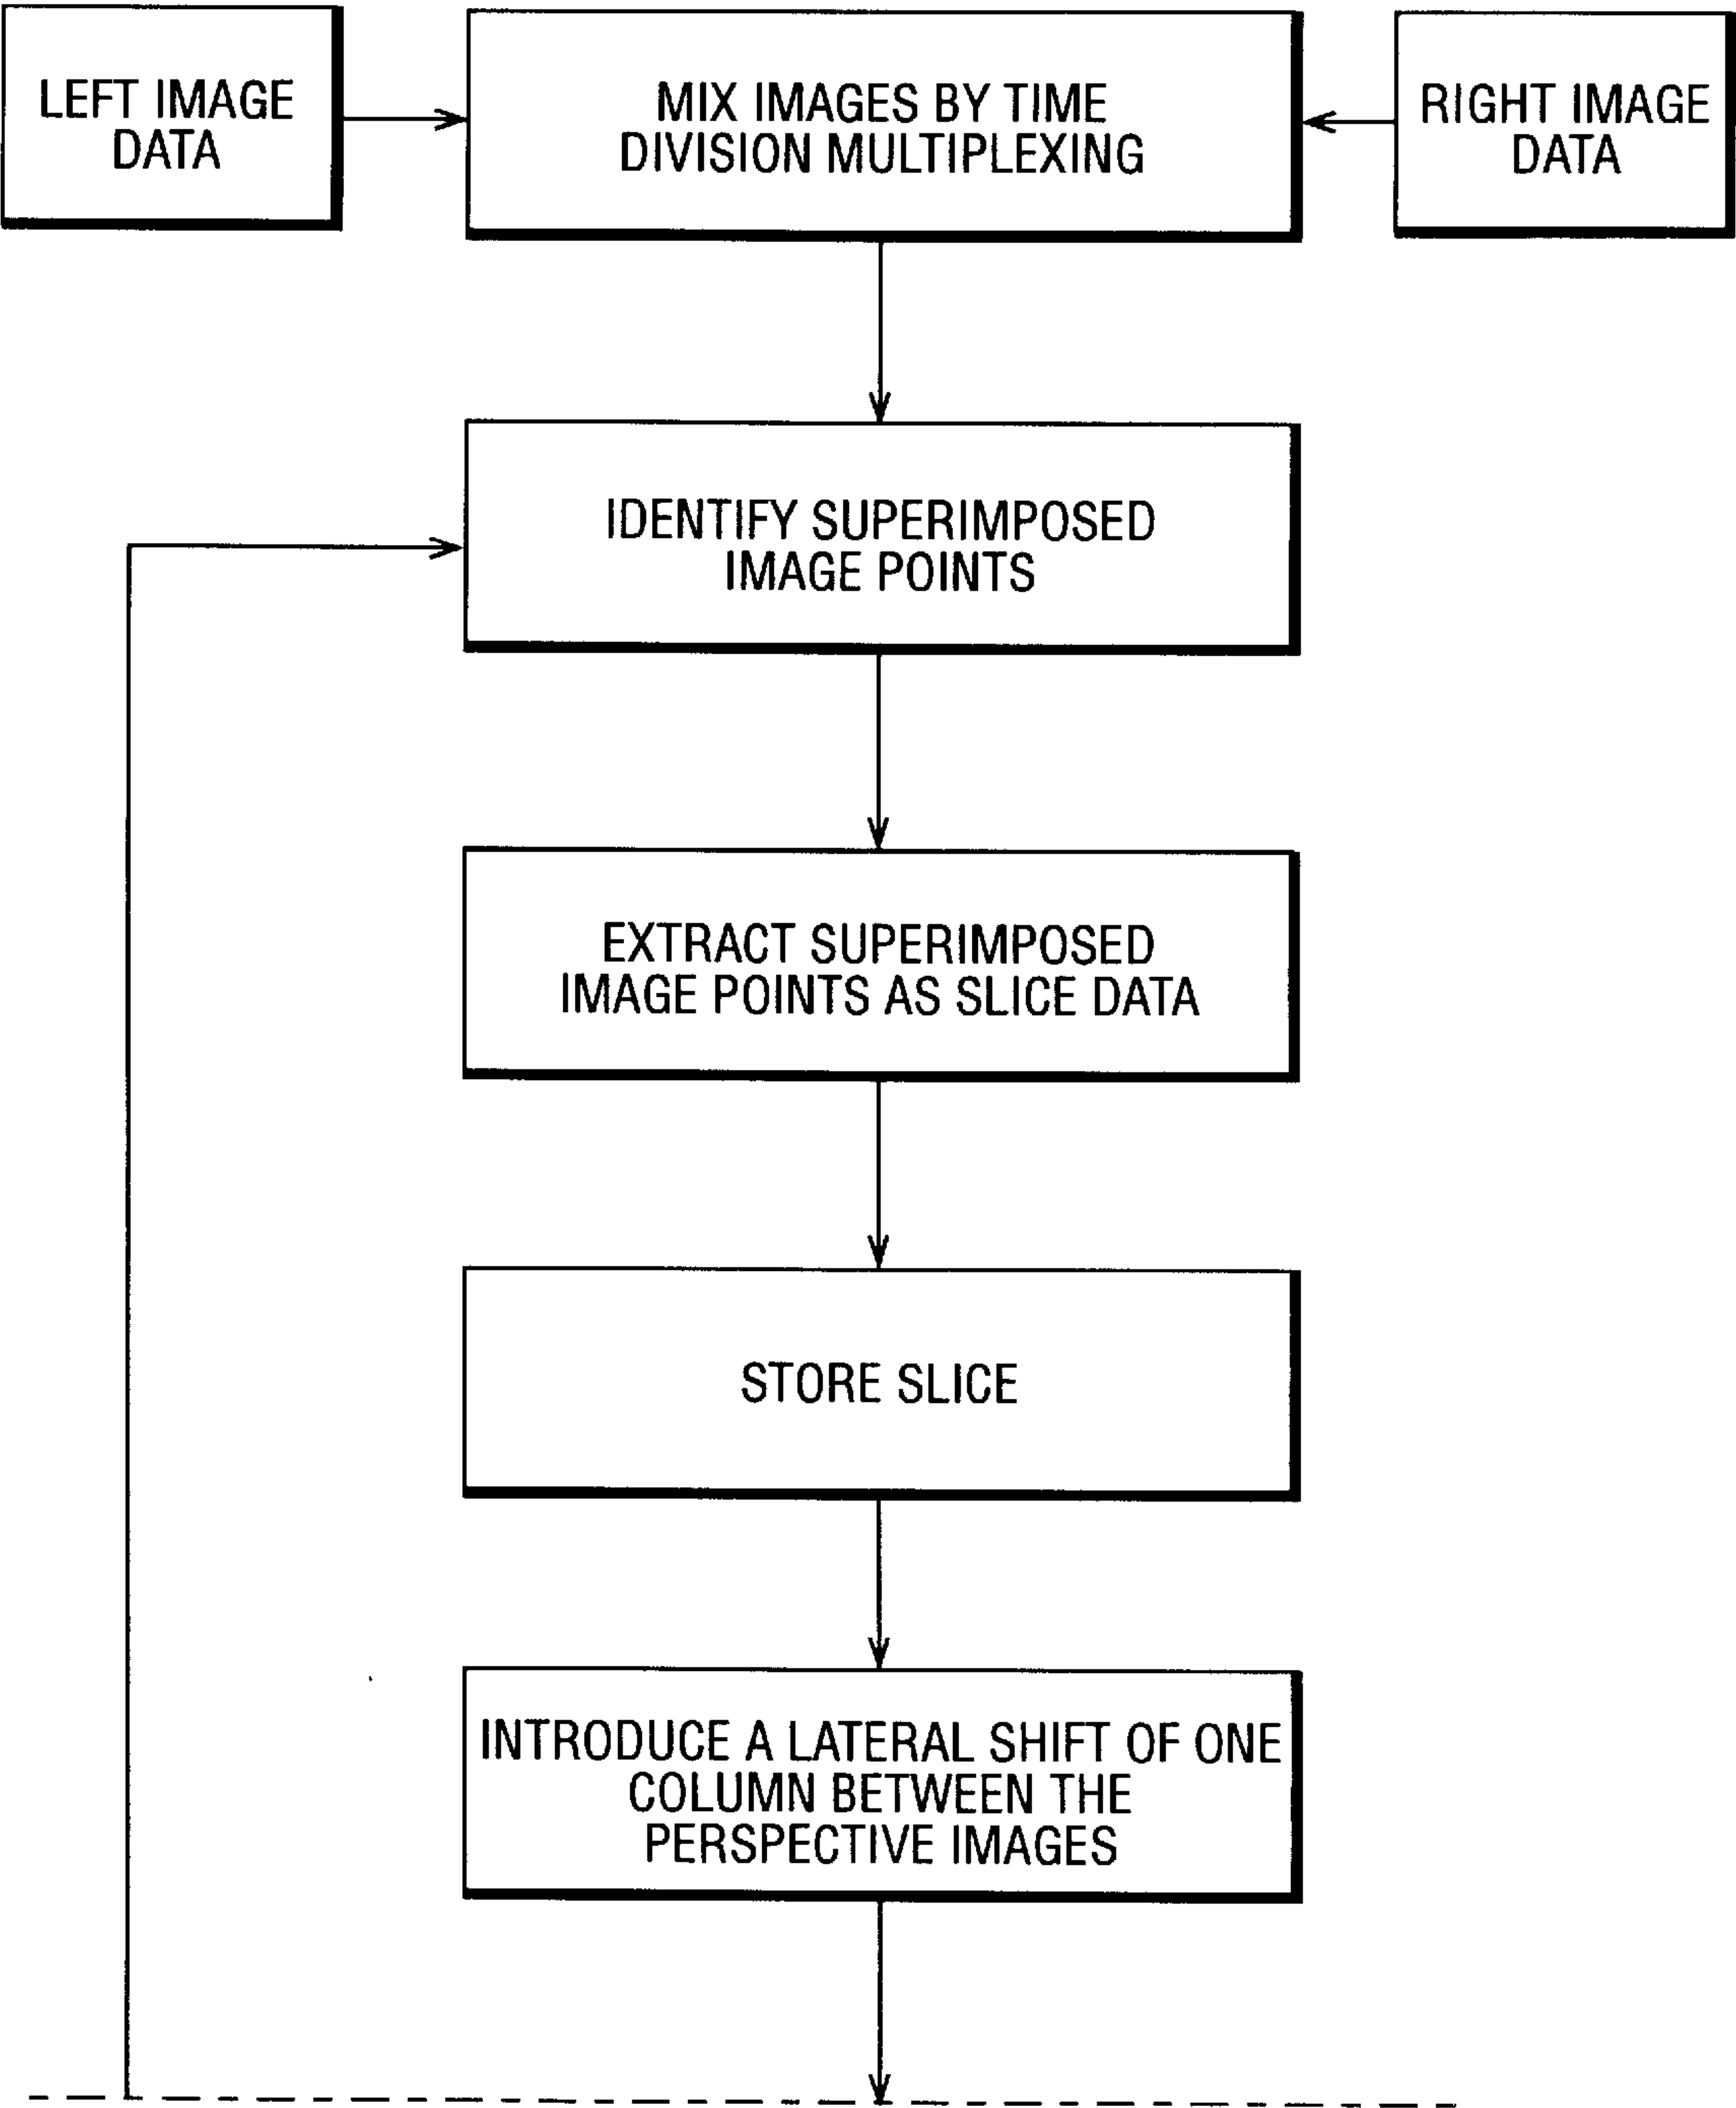 LEFT IMAGE
DATA
MIX IMAGES BY TIME
DIVISION MULTIPLEXING
RIGHT IMAGE
DATA
IDENTIFY SUPERIMPOSED
IMAGE POINTS
EXTRACT SUPERIMPOSED
IMAGE POINTS AS SLICE DATA
STORE SLICE
INTRODUCE A LATERAL SHIFT OF ONE
COLUMN BETWEEN THE
PERSPECTIVE IMAGES